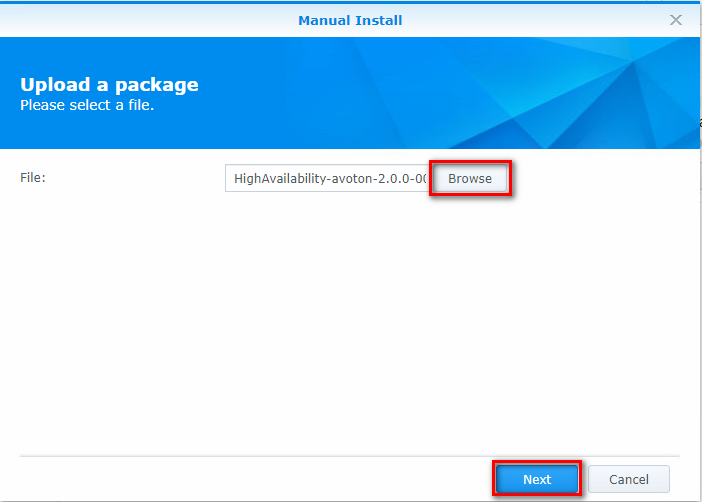 Manual Install
Upload a package
Please select a file.
File: HighAvailability-avoton-2.0.0-00 Browse
Next Cancel